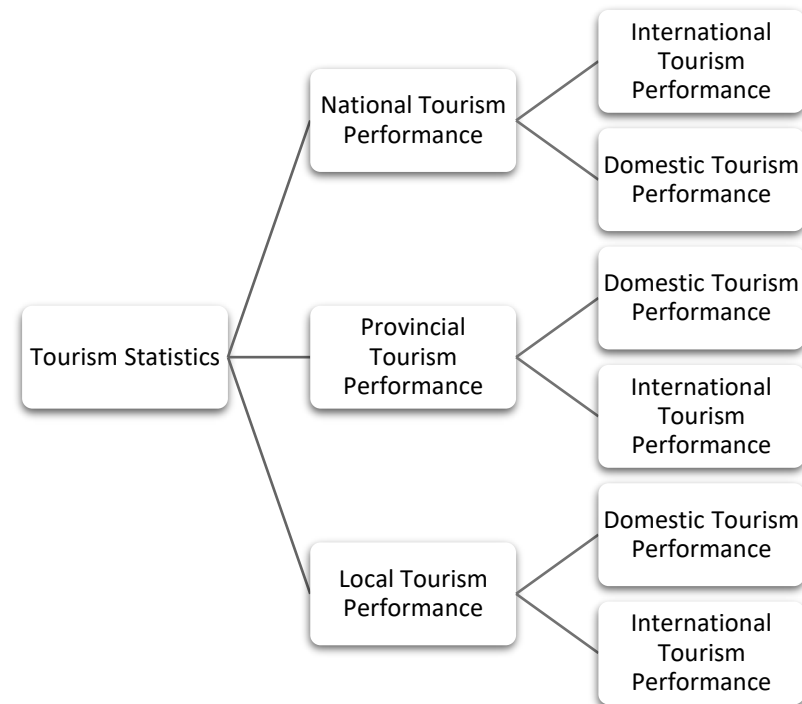 Tourism Statistics
National Tourism
Performance
International
Tourism
Performance
Domestic Tourism
Performance
Provincial
Tourism
Performance
Domestic Tourism
Performance
International
Tourism
Performance
Local Tourism
Performance
Domestic Tourism
Performance
International
Tourism
Performance